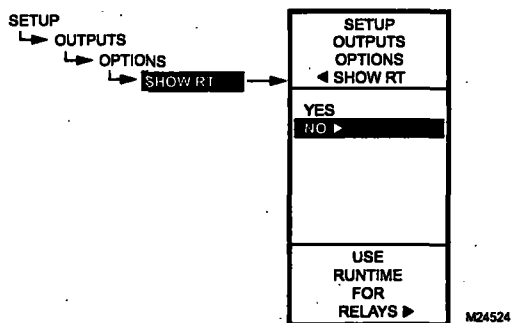 SETUP
OUTPUTS
OPTIONS
SHOW RT
SETUP
OUTPUTS
OPTIONS
◄ SHOW RT
YES
NO ►
USE
RUNTIME
FOR
RELAYS ►
M24524